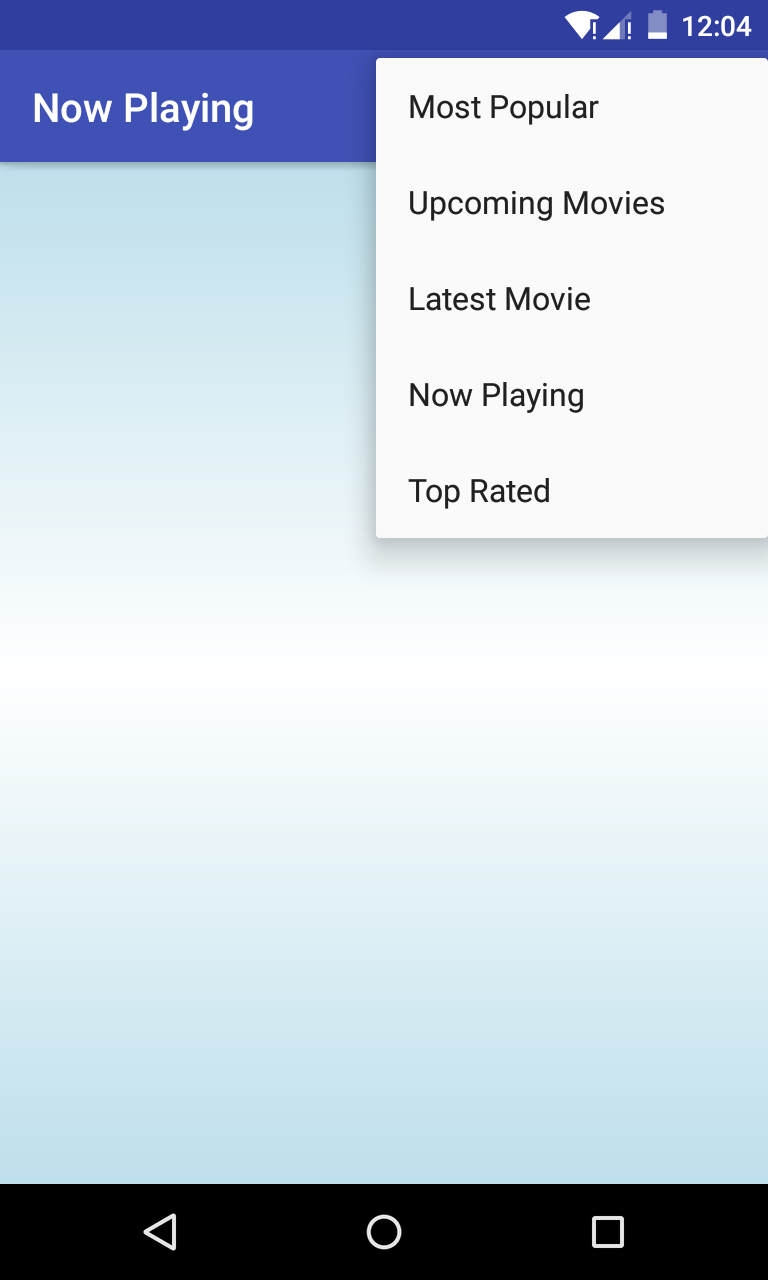 12:04
Now Playing
Most Popular
Upcoming Movies
Latest Movie
Now Playing
Top Rated